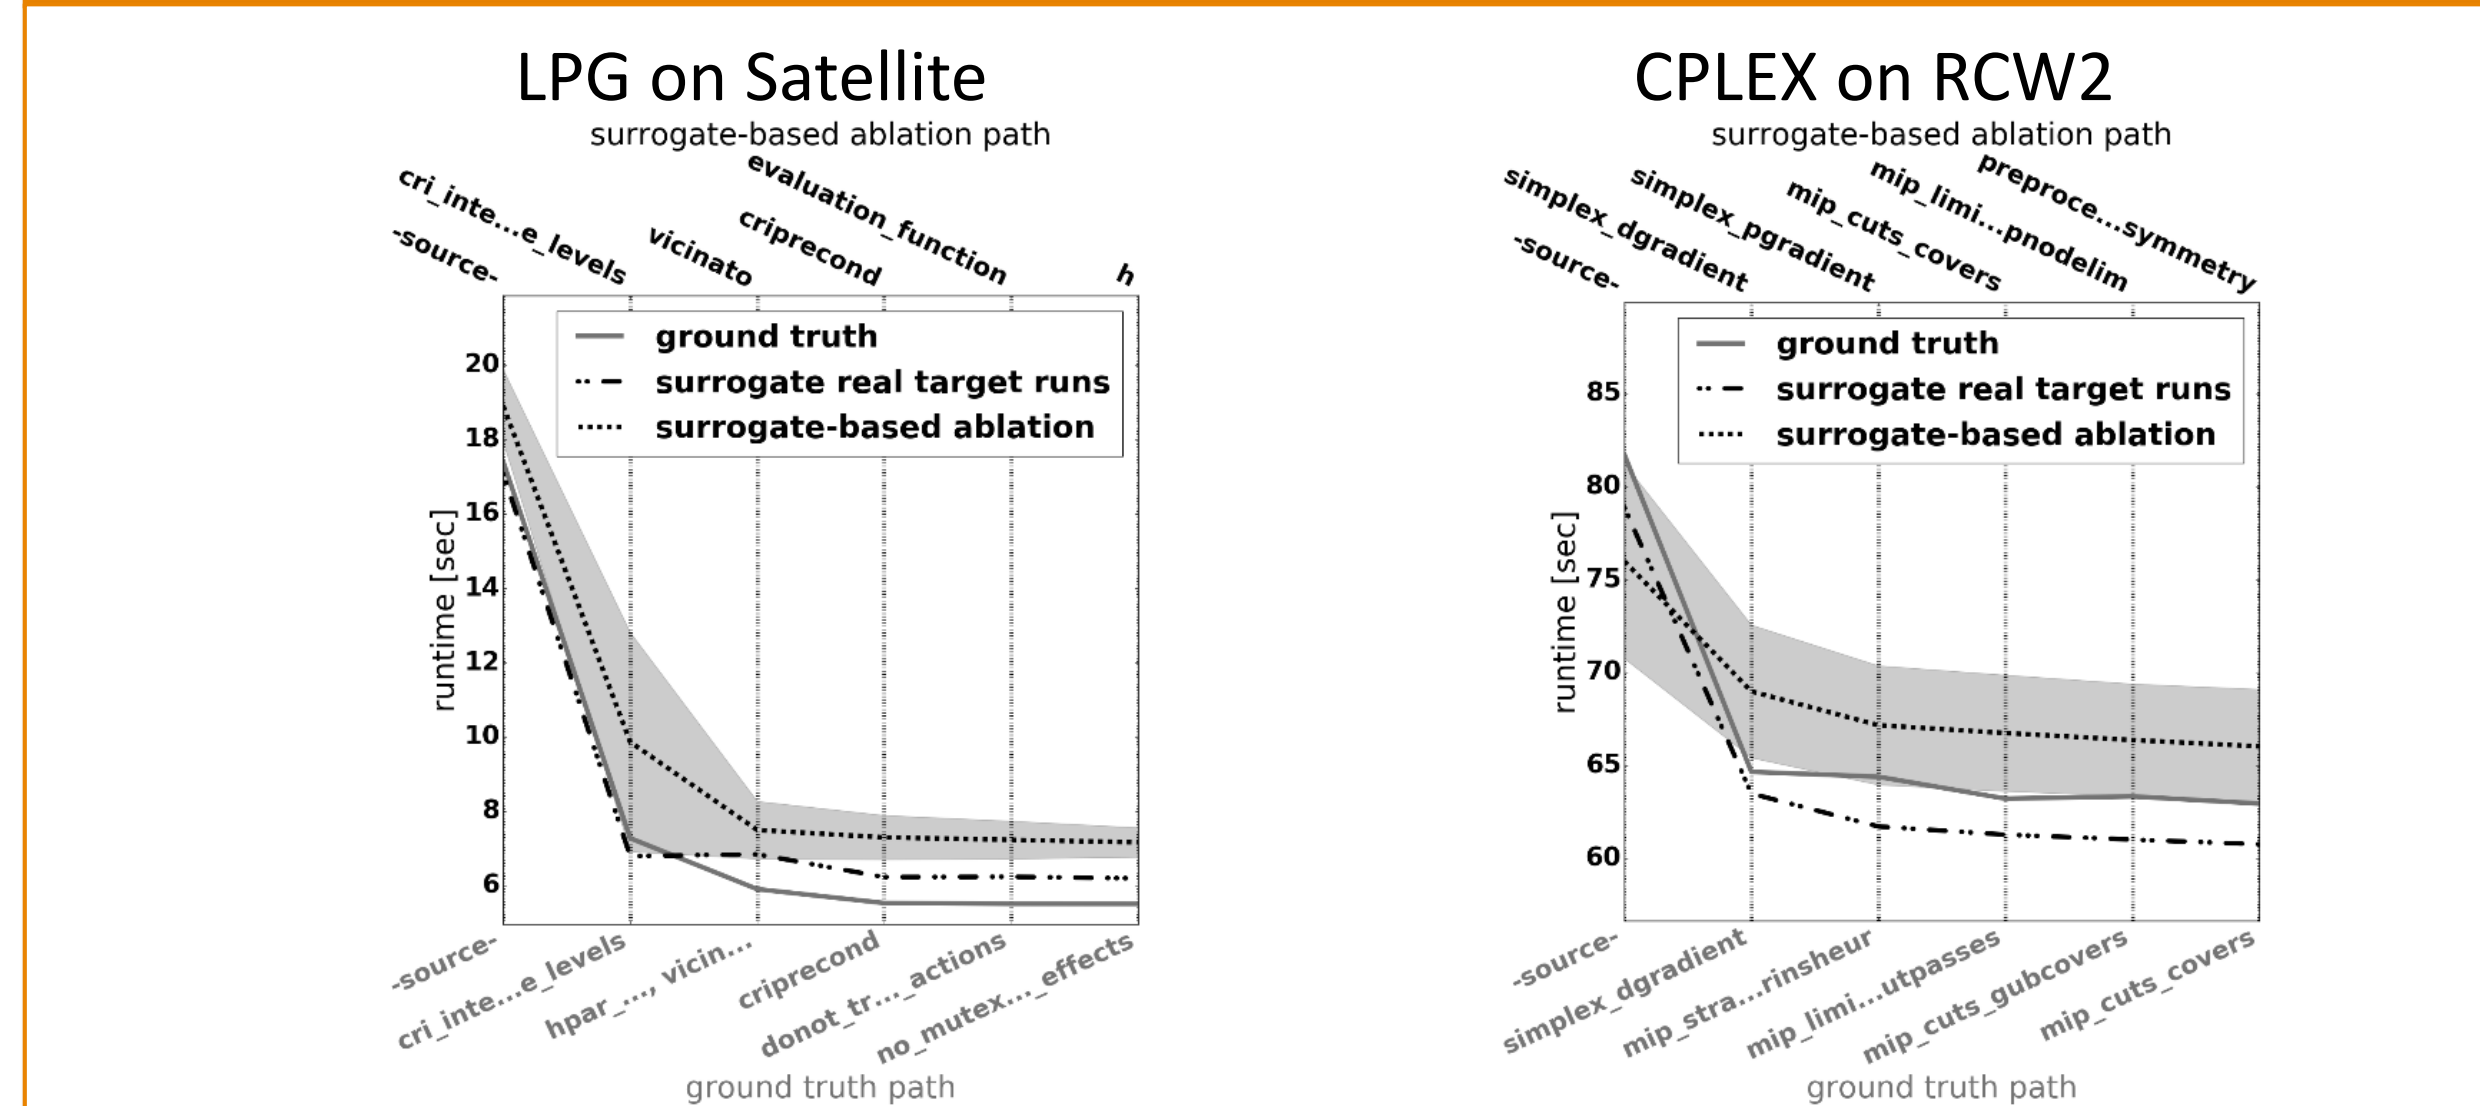 LPG on Satellite
surrogate-based ablation path
-source-
cri_inte...e_levels
vicinato
criprecond
evaluation_function
h
ground truth
surrogate real target runs
surrogate-based ablation
20
18
16
14
12
10
8
6
runtime [sec]
-source-
cri_inte...e_levels
hpar_..., vicin...
criprecond
donot_tr..._actions
no_mutex..._effects
ground truth path
CPLEX on RCW2
surrogate-based ablation path
-source-
simplex_dgradient
simplex_pgradient
mip_cuts_covers
mip_limi...pnodelim
preproce...symmetry
ground truth
surrogate real target runs
surrogate-based ablation
85
80
75
70
65
60
runtime [sec]
-source-
simplex_dgradient
mip_stra...rinsheur
mip_limi...utpasses
mip_cuts_gubcovers
mip_cuts_covers
ground truth path